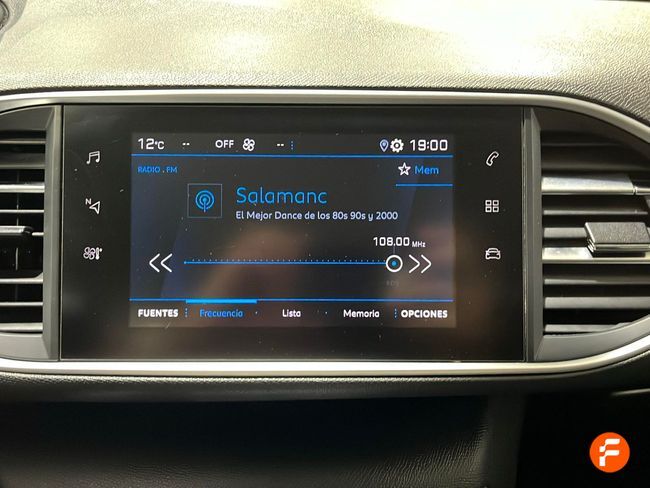 12°C -- OFF -- 19:00
RADIO . FM
Mem
Salamanc
El Mejor Dance de los 80s 90s y 2000
108.00 MHz
RDS
FUENTES Frecuencia Lista Memoria OPCIONES
N